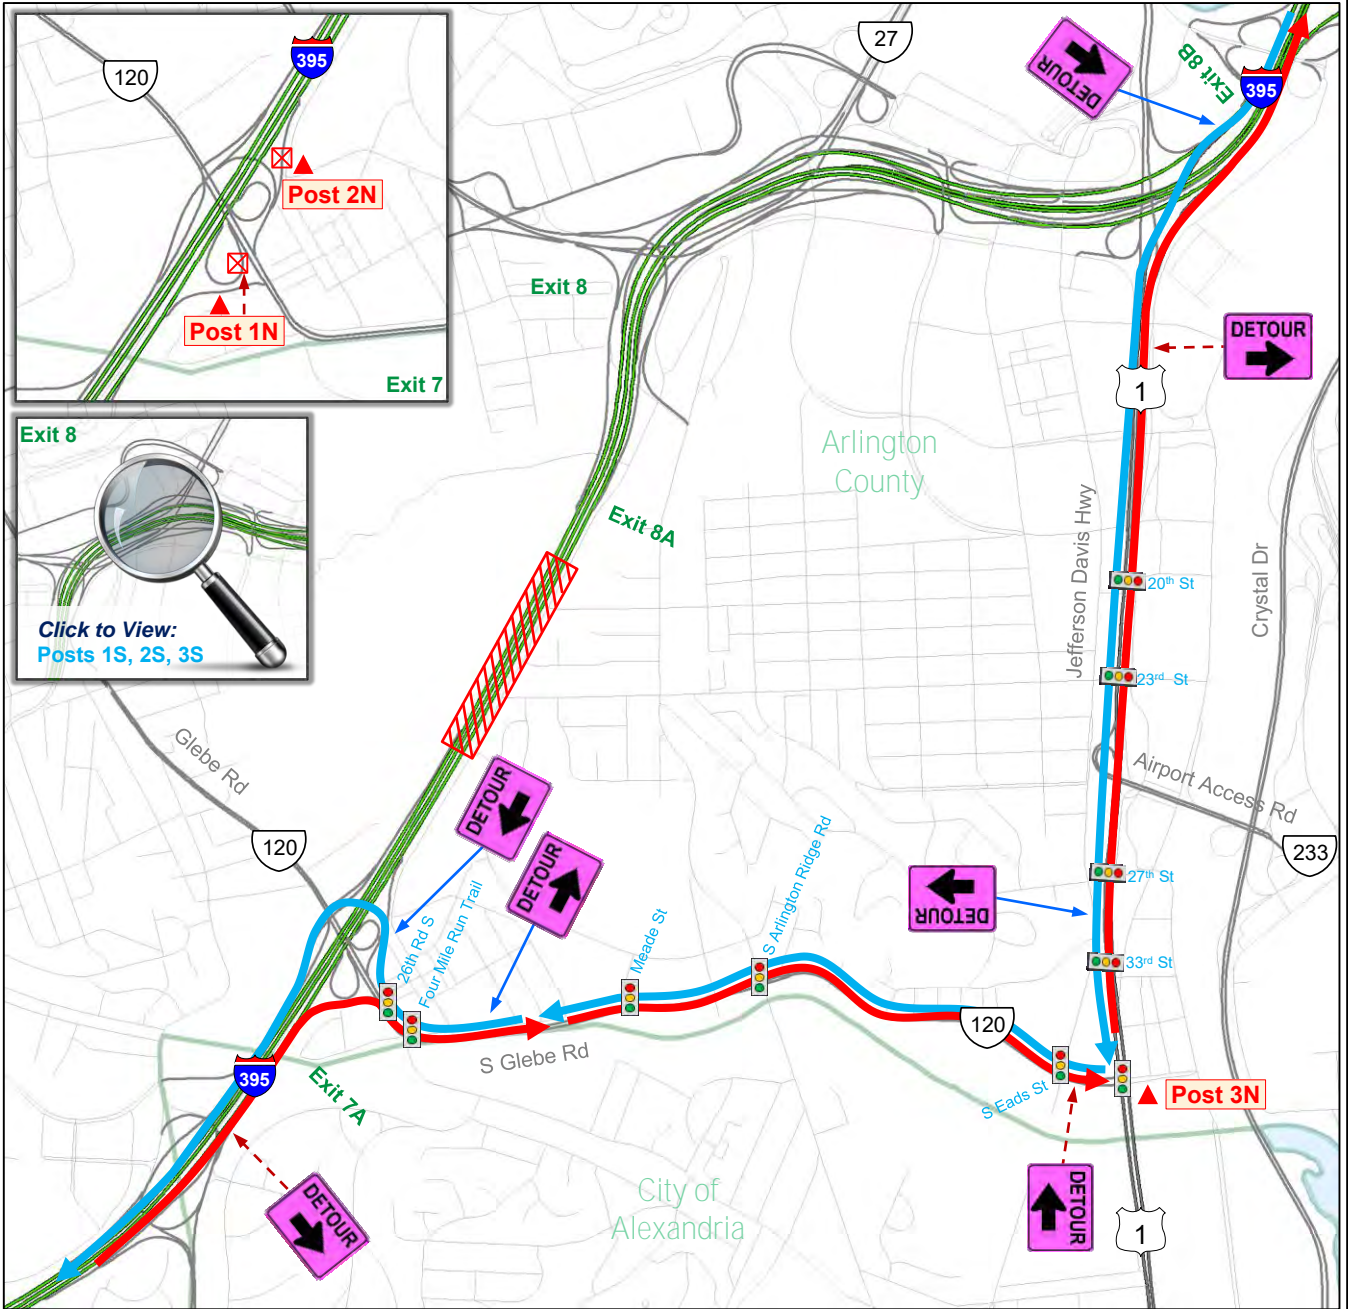 120
395
Post 2N
Post 1N
Exit 7
Exit 8
Click to View:
Posts 1S, 2S, 3S
27
DETOUR
Exit 8B
395
Exit 8
DETOUR
1
Arlington
County
Exit 8A
Jefferson Davis Hwy
20th St
Crystal Dr
23rd St
Glebe Rd
Airport Access Rd
120
DETOUR
DETOUR
S Arlington Ridge Rd
233
27th St
DETOUR
26th Rd S
Four Mile Run Trail
Meade St
33rd St
120
S Glebe Rd
395
Exit 7A
S Eads St
Post 3N
DETOUR
DETOUR
City of
Alexandria
1